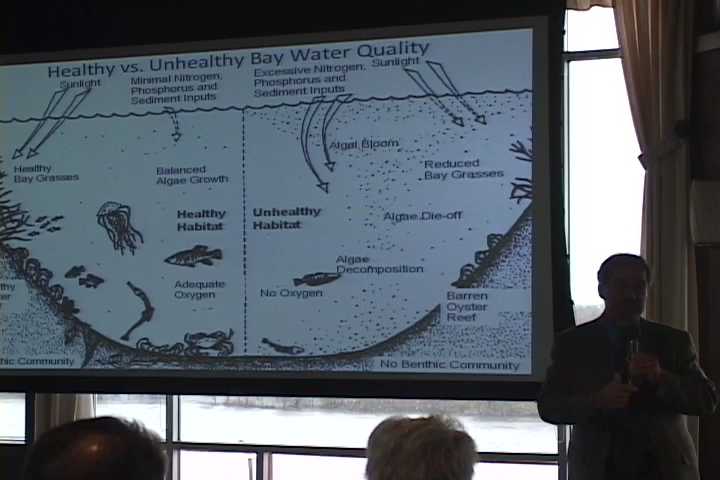 Healthy vs. Unhealthy Bay Water Quality
Sunlight
Minimal Nitrogen,
Phosphorus and
Sediment Inputs
Excessive Nitrogen,
Phosphorus and
Sediment Inputs
Sunlight
Healthy
Bay Grasses
Balanced
Algae Growth
Algal Bloom
Reduced
Bay Grasses
Healthy
Habitat
Unhealthy
Habitat
Algae Die-off
Adequate
Oxygen
Algae
Decomposition
No Oxygen
Barren
Oyster
Reef
Community
No Benthic Community